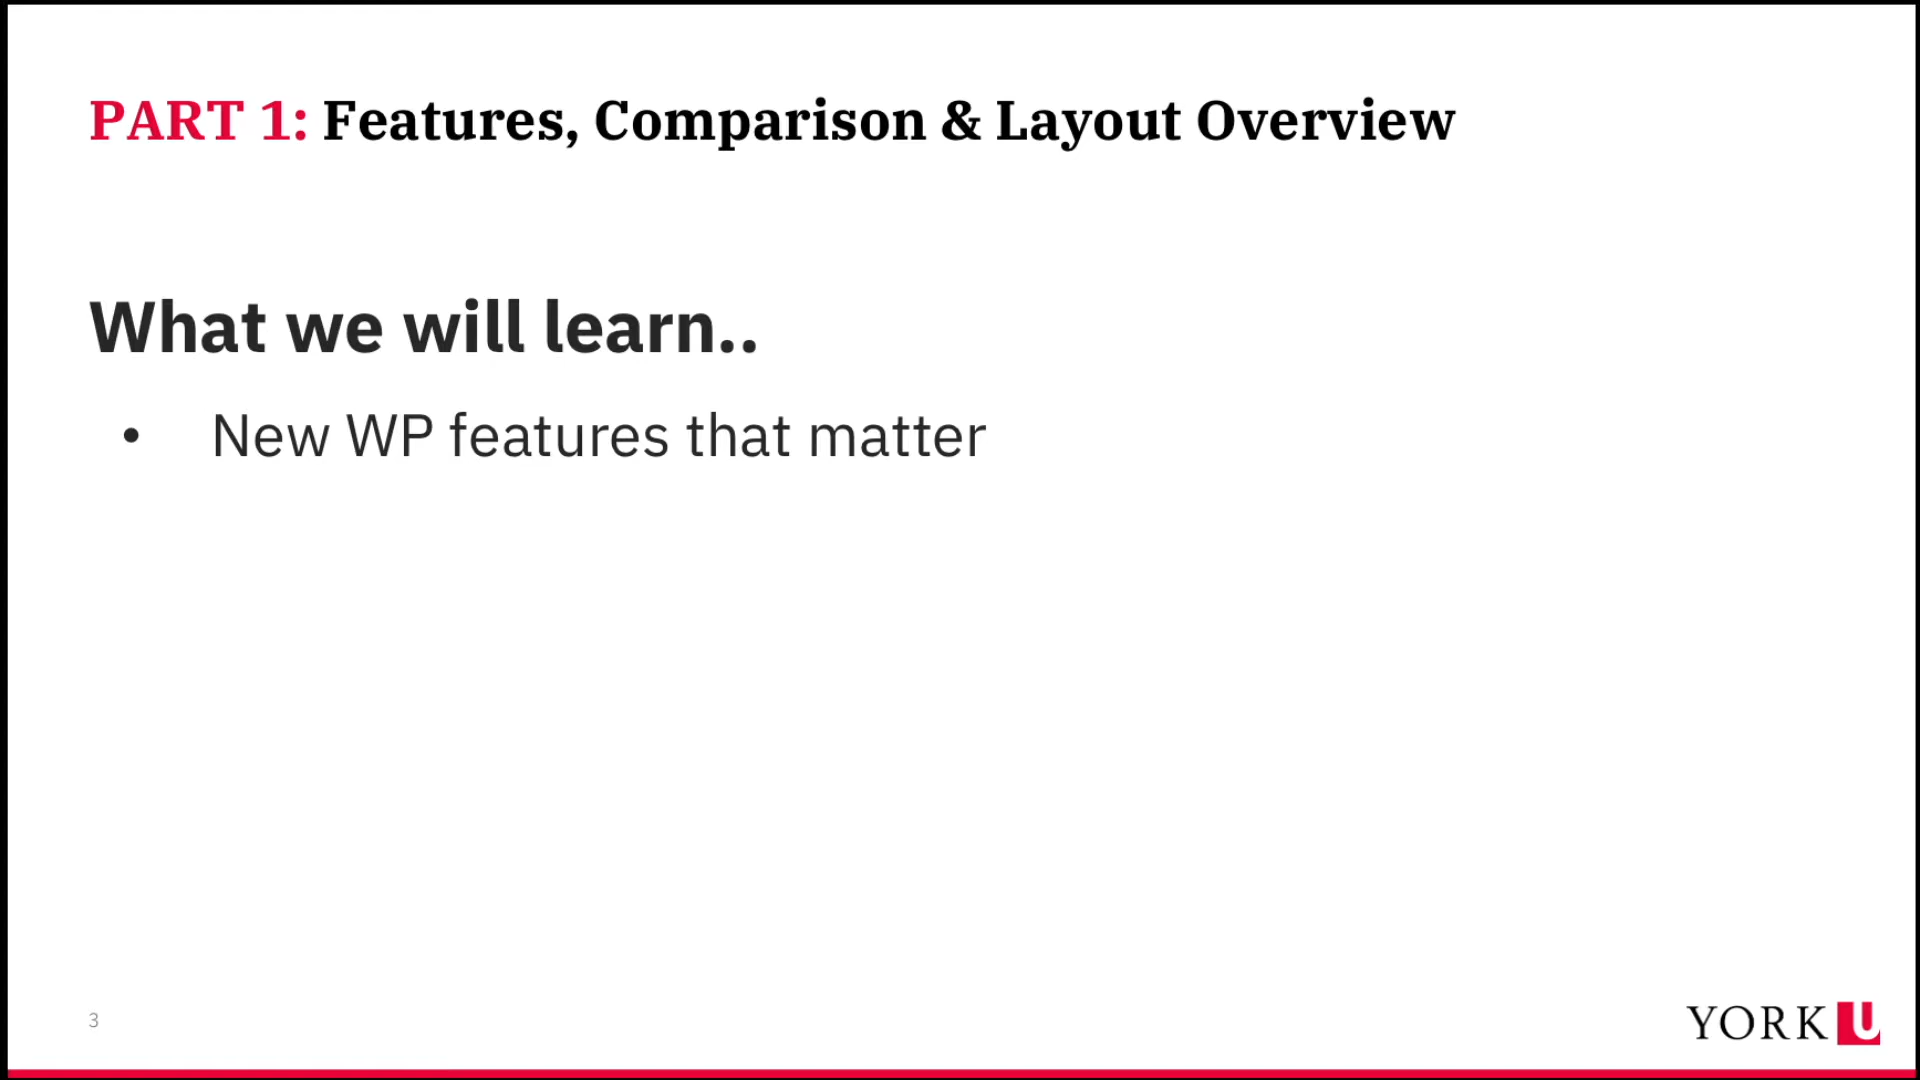 PART 1: Features, Comparison & Layout Overview
What we will learn..
• New WP features that matter
3
YORK U